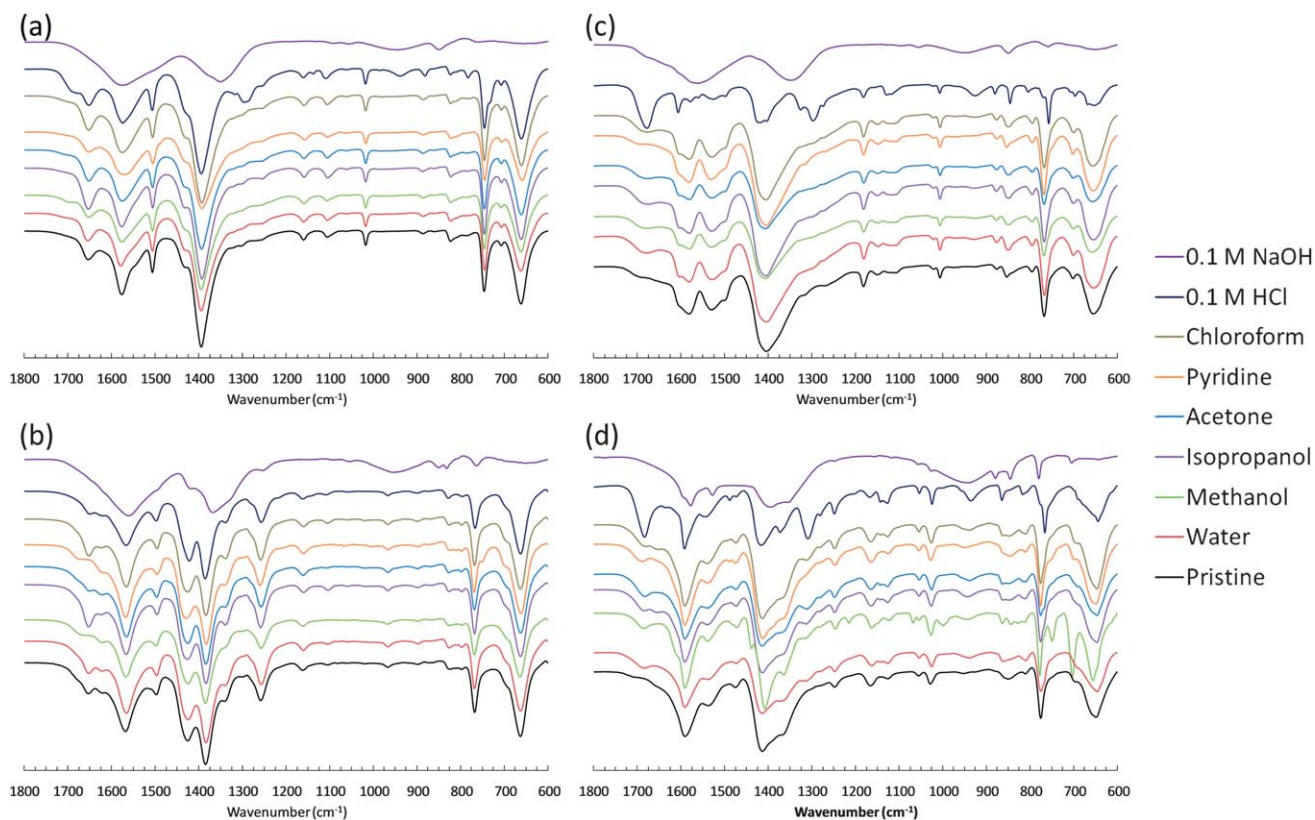 (a)
1800 1700 1600 1500 1400 1300 1200 1100 1000 900 800 700 600
Wavenumber (cm⁻¹)
(c)
1800 1700 1600 1500 1400 1300 1200 1100 1000 900 800 700 600
Wavenumber (cm⁻¹)
(b)
1800 1700 1600 1500 1400 1300 1200 1100 1000 900 800 700 600
Wavenumber (cm⁻¹)
(d)
1800 1700 1600 1500 1400 1300 1200 1100 1000 900 800 700 600
Wavenumber (cm⁻¹)
0.1 M NaOH
0.1 M HCl
Chloroform
Pyridine
Acetone
Isopropanol
Methanol
Water
Pristine